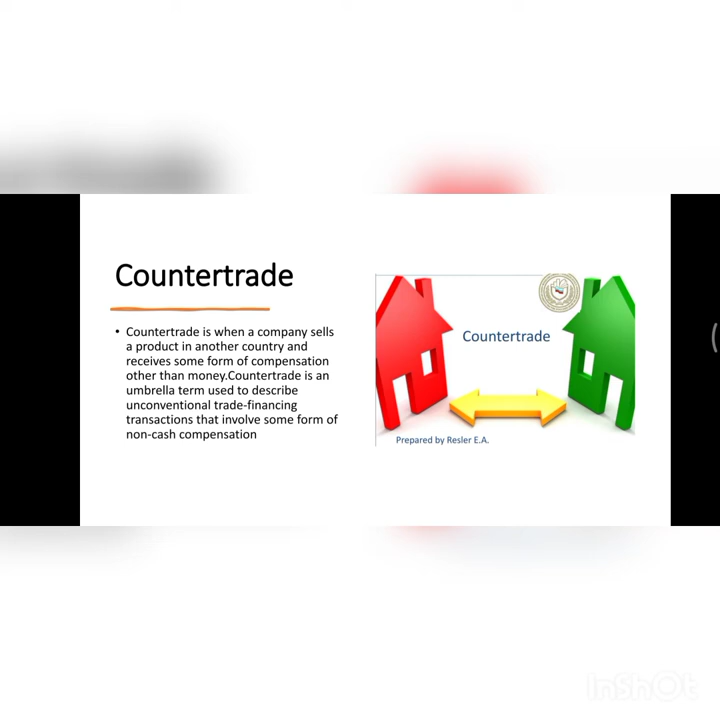 Countertrade
• Countertrade is when a company sells
a product in another country and
receives some form of compensation
other than money.Countertrade is an
umbrella term used to describe
unconventional trade-financing
transactions that involve some form of
non-cash compensation
Countertrade
Prepared by Resler E.A.
InShOt